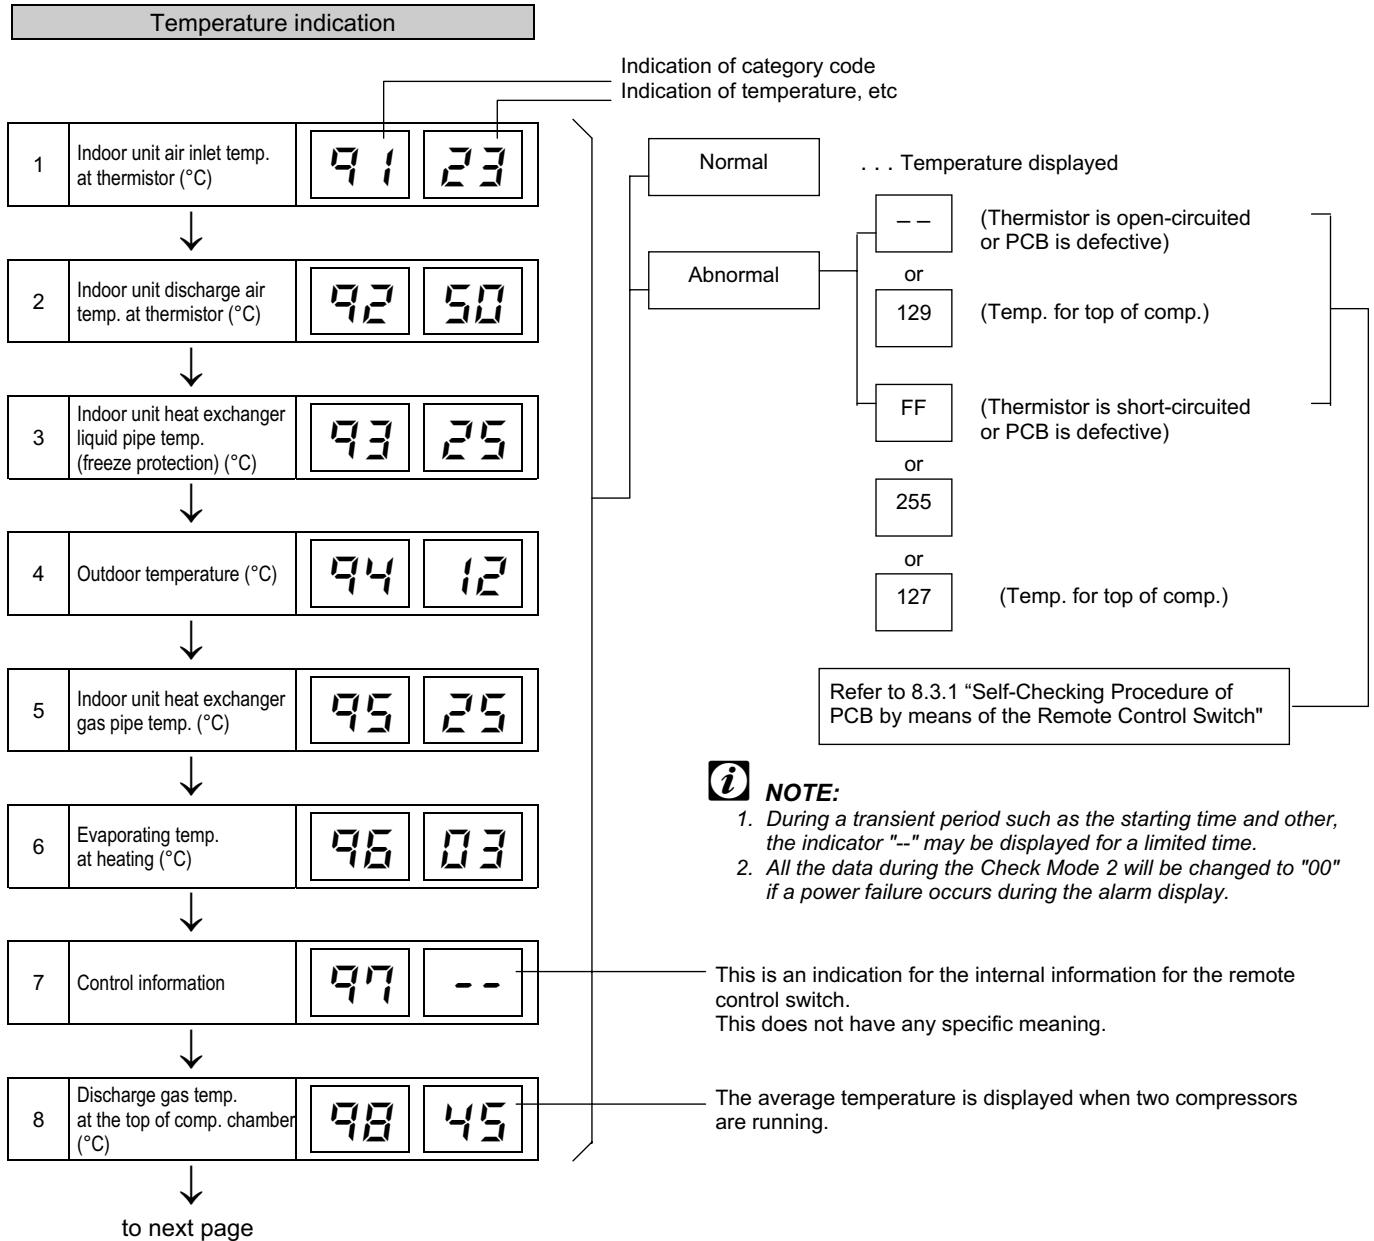 Temperature indication
Indication of category code
Indication of temperature, etc
1
Indoor unit air inlet temp.
at thermistor (°C)
91 23
2
Indoor unit discharge air
temp. at thermistor (°C)
92 50
3
Indoor unit heat exchanger
liquid pipe temp.
(freeze protection) (°C)
93 25
4
Outdoor temperature (°C)
94 12
5
Indoor unit heat exchanger
gas pipe temp. (°C)
95 25
6
Evaporating temp.
at heating (°C)
96 03
7
Control information
97 --
8
Discharge gas temp.
at the top of comp. chamber
(°C)
98 45
to next page
Normal
. . . Temperature displayed
Abnormal
– –
(Thermistor is open-circuited
or PCB is defective)
or
129
(Temp. for top of comp.)
FF
(Thermistor is short-circuited
or PCB is defective)
or
255
or
127
(Temp. for top of comp.)
Refer to 8.3.1 “Self-Checking Procedure of
PCB by means of the Remote Control Switch"
i NOTE:
1. During a transient period such as the starting time and other,
the indicator "--" may be displayed for a limited time.
2. All the data during the Check Mode 2 will be changed to "00"
if a power failure occurs during the alarm display.
This is an indication for the internal information for the remote
control switch.
This does not have any specific meaning.
The average temperature is displayed when two compressors
are running.